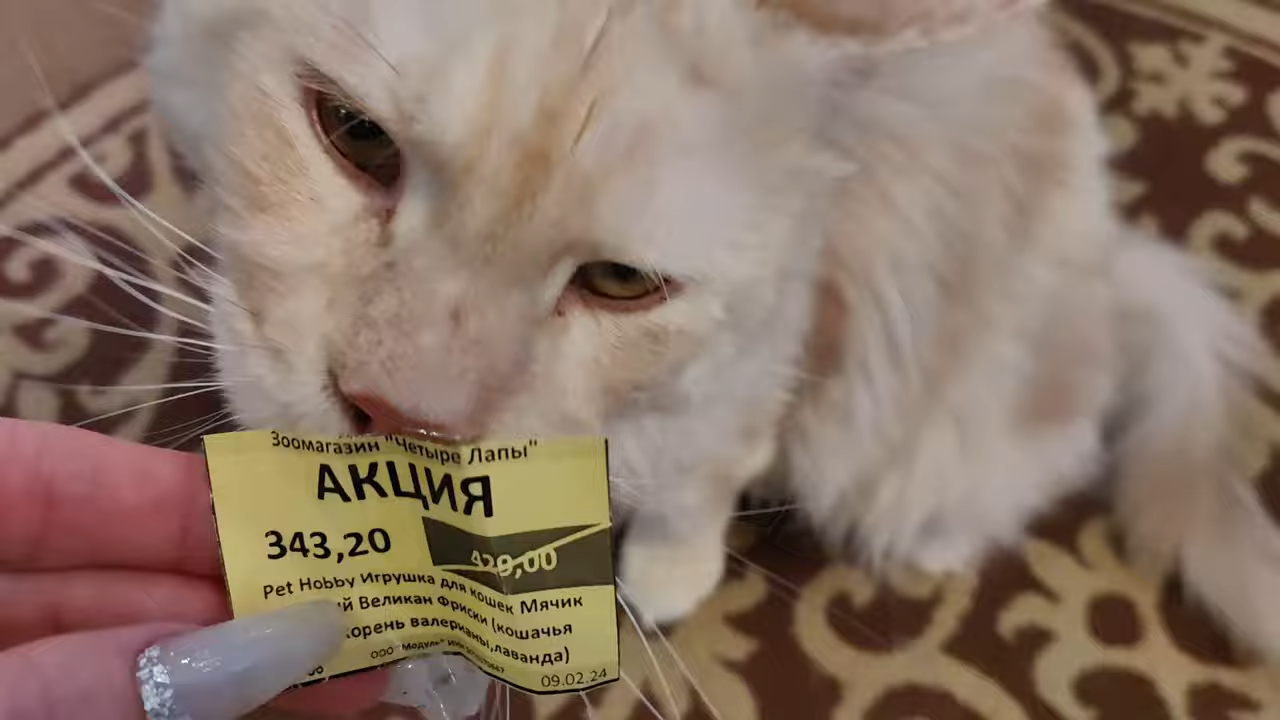 Зоомагазин "Четыре Лапы"
АКЦИЯ
343,20
429,00
Pet Hobby Игрушка для кошек Мячик
Великан Фриски (кошачья
корень валерианы,лаванда)
ООО "Модуль" ИНН
09.02.24